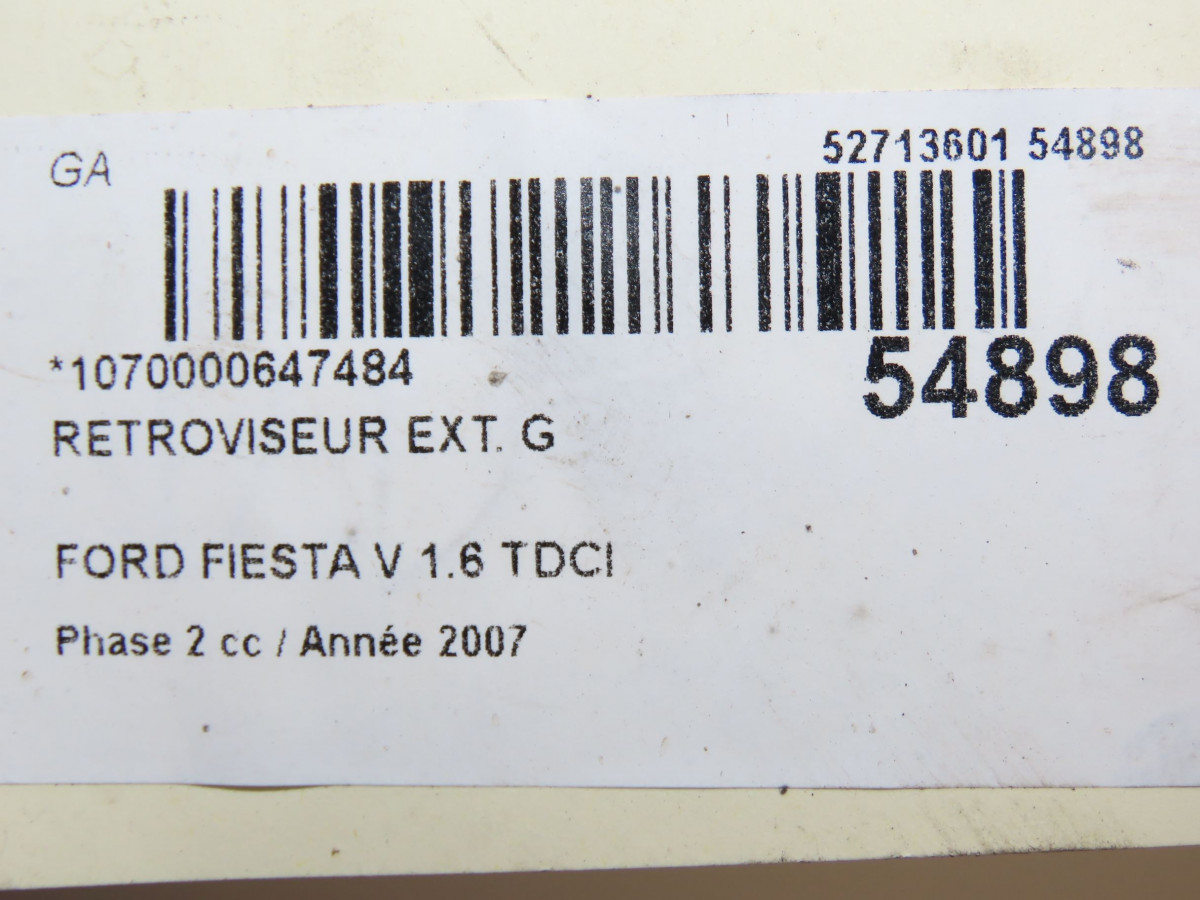 GA
52713601 54898
*1070000647484
54898
RETROVISEUR EXT. G
FORD FIESTA V 1.6 TDCI
Phase 2 cc / Année 2007